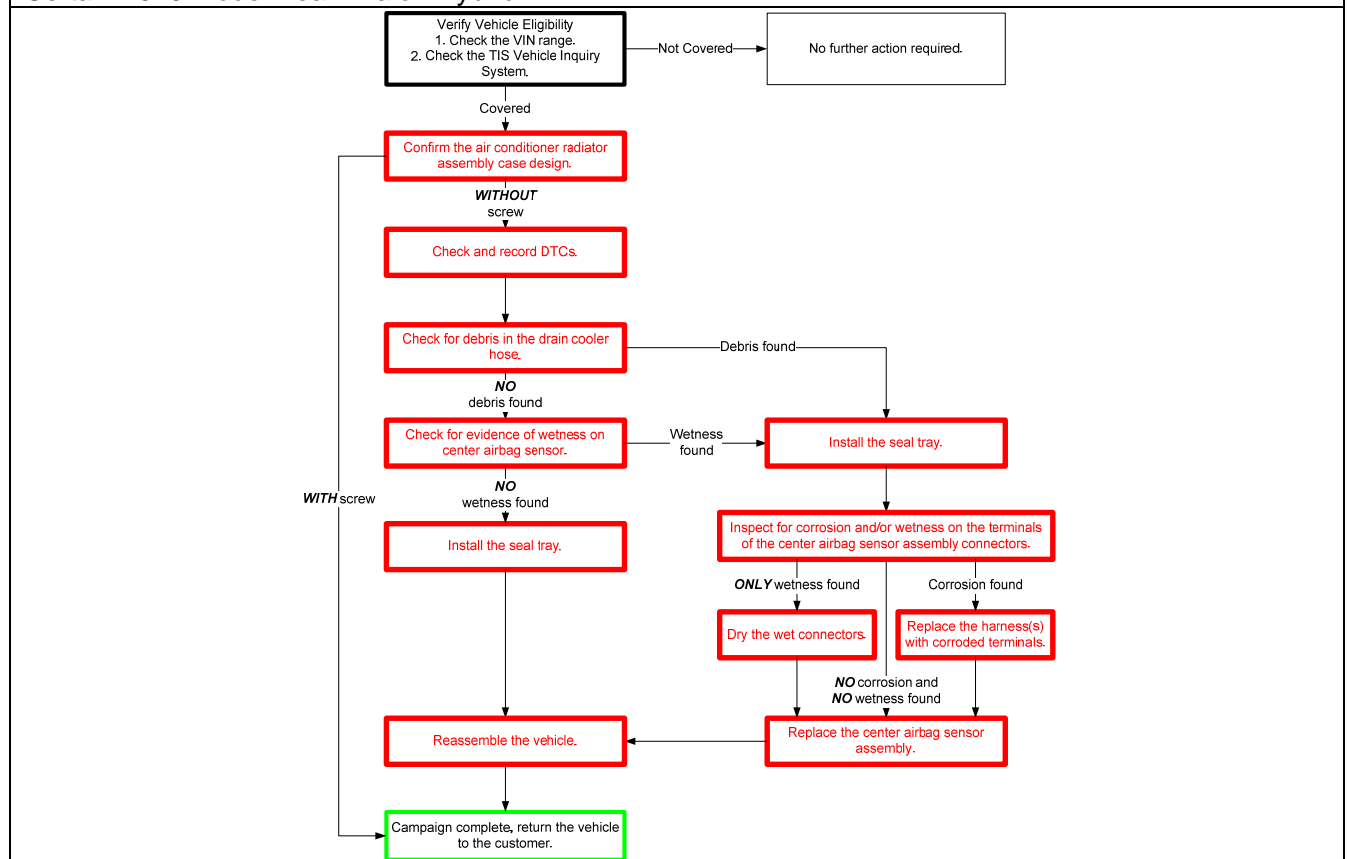 Verify Vehicle Eligibility
1. Check the VIN range.
2. Check the TIS Vehicle Inquiry
System.
Not Covered
No further action required.
Covered
Confirm the air conditioner radiator
assembly case design.
WITHOUT
screw
Check and record DTCs.
Check for debris in the drain cooler
hose.
Debris found
NO
debris found
Check for evidence of wetness on
center airbag sensor.
Wetness
found
Install the seal tray.
NO
wetness found
WITH screw
Install the seal tray.
Inspect for corrosion and/or wetness on the terminals
of the center airbag sensor assembly connectors.
ONLY wetness found
Corrosion found
Dry the wet connectors.
Replace the harness(s)
with corroded terminals.
NO corrosion and
NO wetness found
Reassemble the vehicle.
Replace the center airbag sensor
assembly.
Campaign complete, return the vehicle
to the customer.